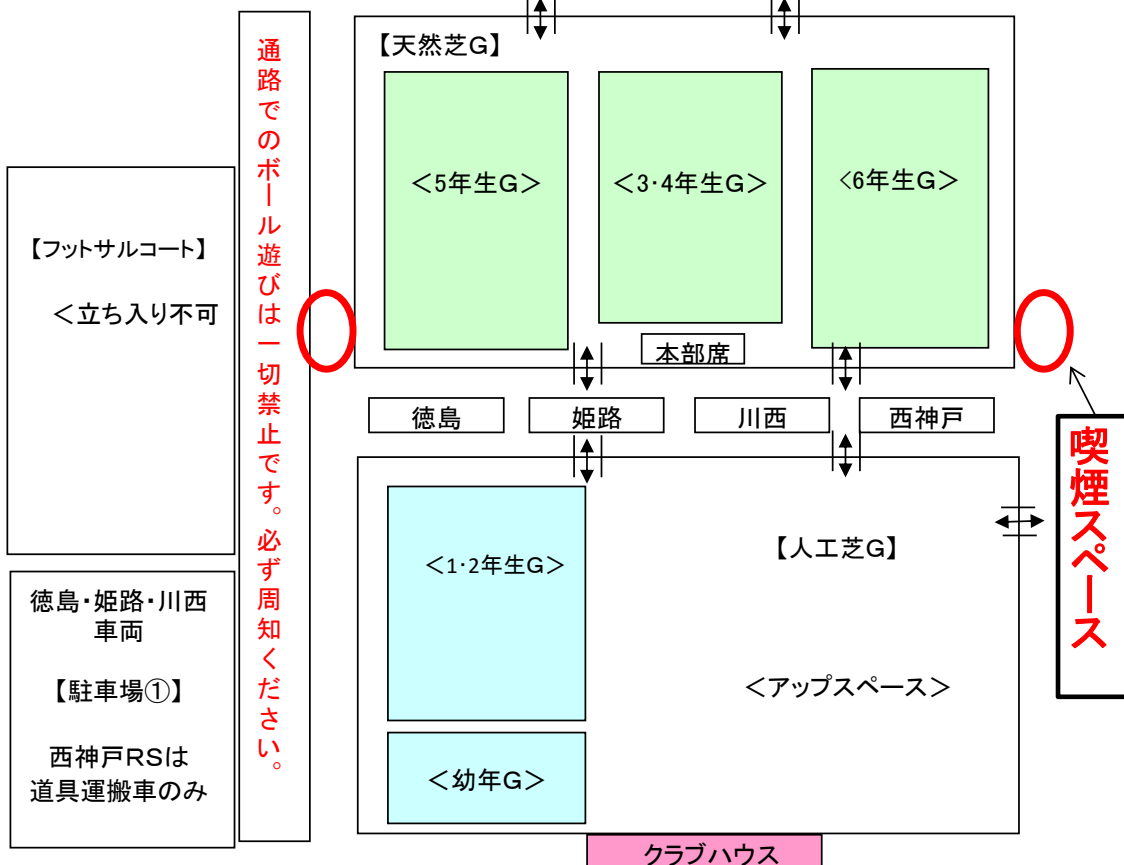 【天然芝G】
＜5年生G＞
＜3･4年生G＞
＜6年生G＞
本部席
通路でのボール遊びは一切禁止です。必ず周知ください。
【フットサルコート】
＜立ち入り不可
徳島
姫路
川西
西神戸
喫煙スペース
＜1･2年生G＞
【人工芝G】
＜アップスペース＞
＜幼年G＞
徳島･姫路･川西
車両
【駐車場①】
西神戸RSは
道具運搬車のみ
クラブハウス